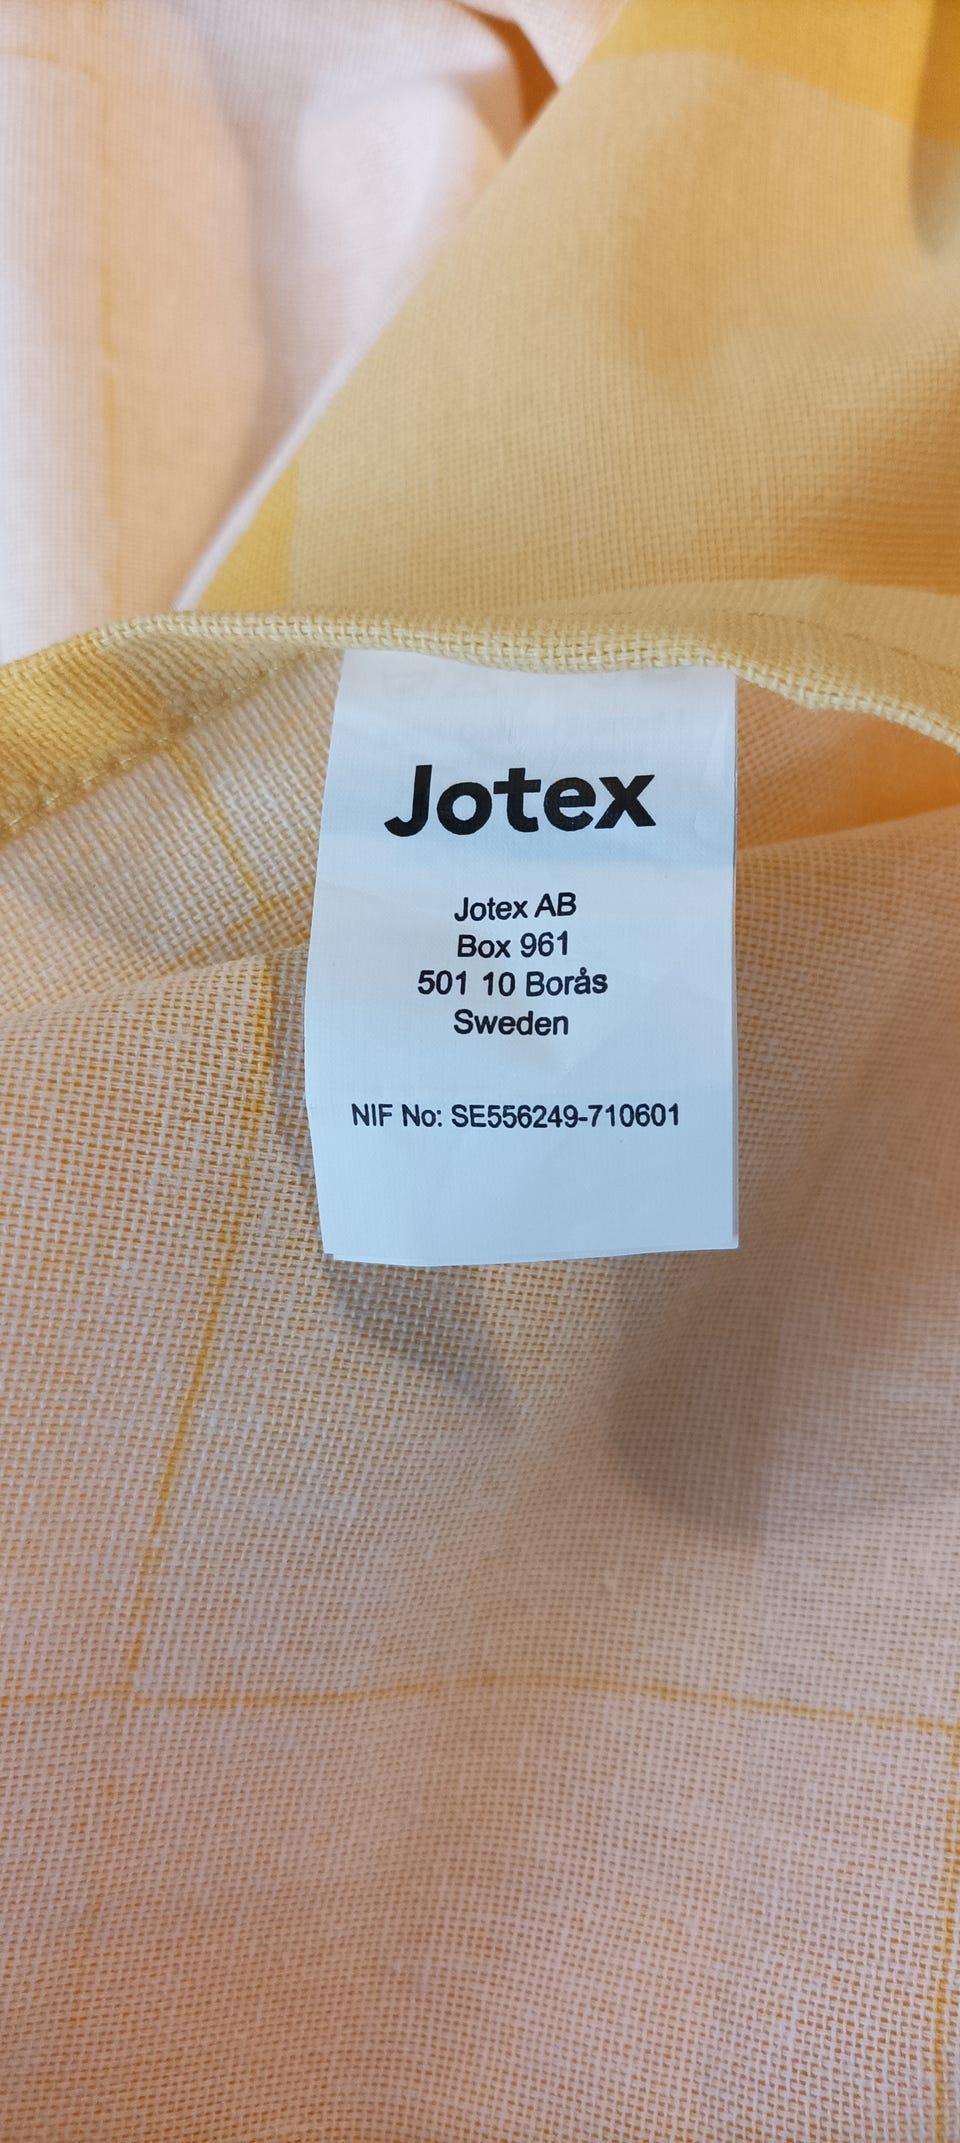 Jotex
Jotex AB
Box 961
501 10 Borås
Sweden
NIF No: SE556249-710601